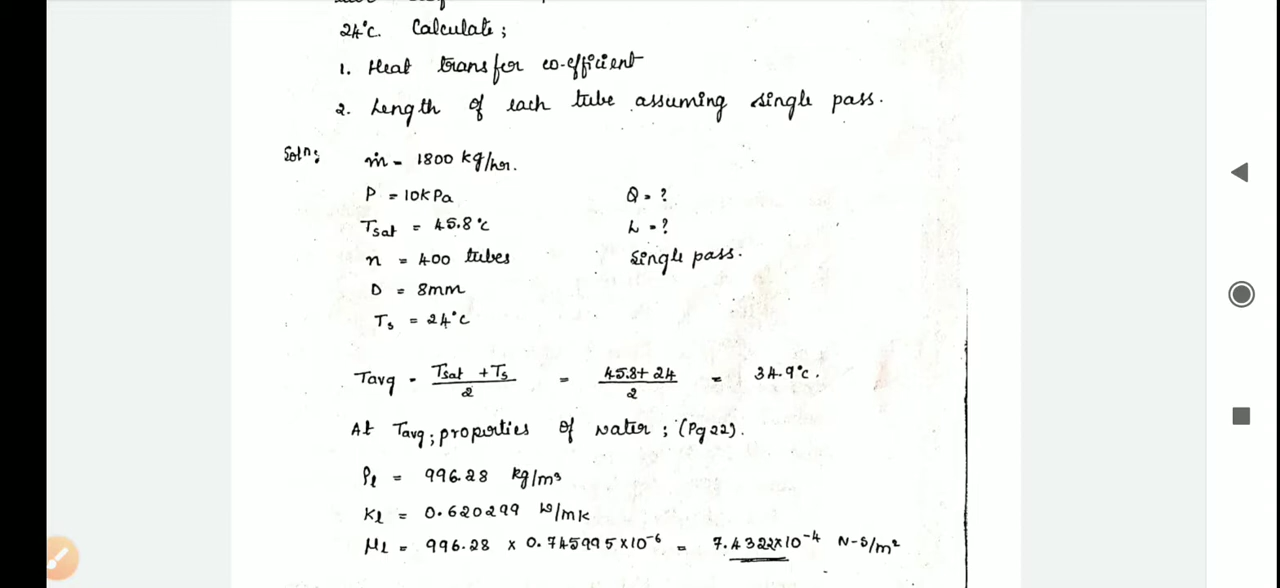 24°C. Calculate;
1. Heat transfer co-efficient
2. Length of each tube assuming single pass.
Soln;
ṁ = 1800 kg/hr.
P = 10kPa
Q = ?
Tsat = 45.8°C
L = ?
n = 400 tubes
single pass.
D = 8mm
Ts = 24°C
Tavg = Tsat + Ts / 2 = 45.8 + 24 / 2 = 34.9°C.
At Tavg; properties of water; (Pg 22).
ρl = 996.28 kg/m³
Kl = 0.620299 W/mK
μl = 996.28 × 0.745995×10⁻⁶ = 7.4322×10⁻⁴ N-S/m²